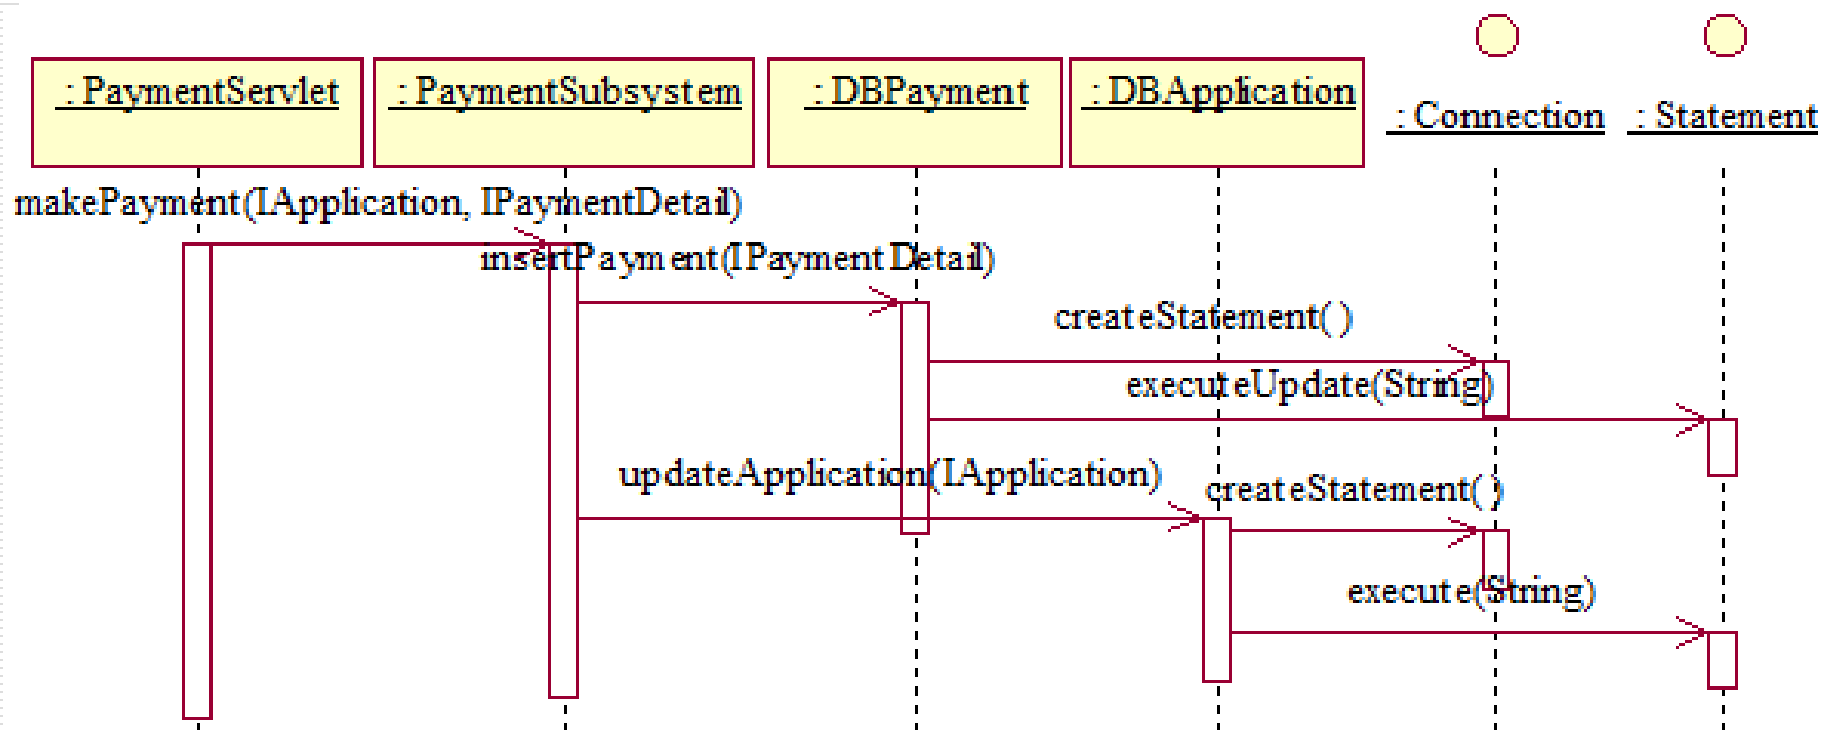 : PaymentServlet
: PaymentSubsystem
: DBPayment
: DBApplication
: Connection
: Statement
makePayment(IApplication, IPaymentDetail)
insertPayment(IPaymentDetail)
createStatement( )
executeUpdate(String)
updateApplication(IApplication)
createStatement( )
execute(String)